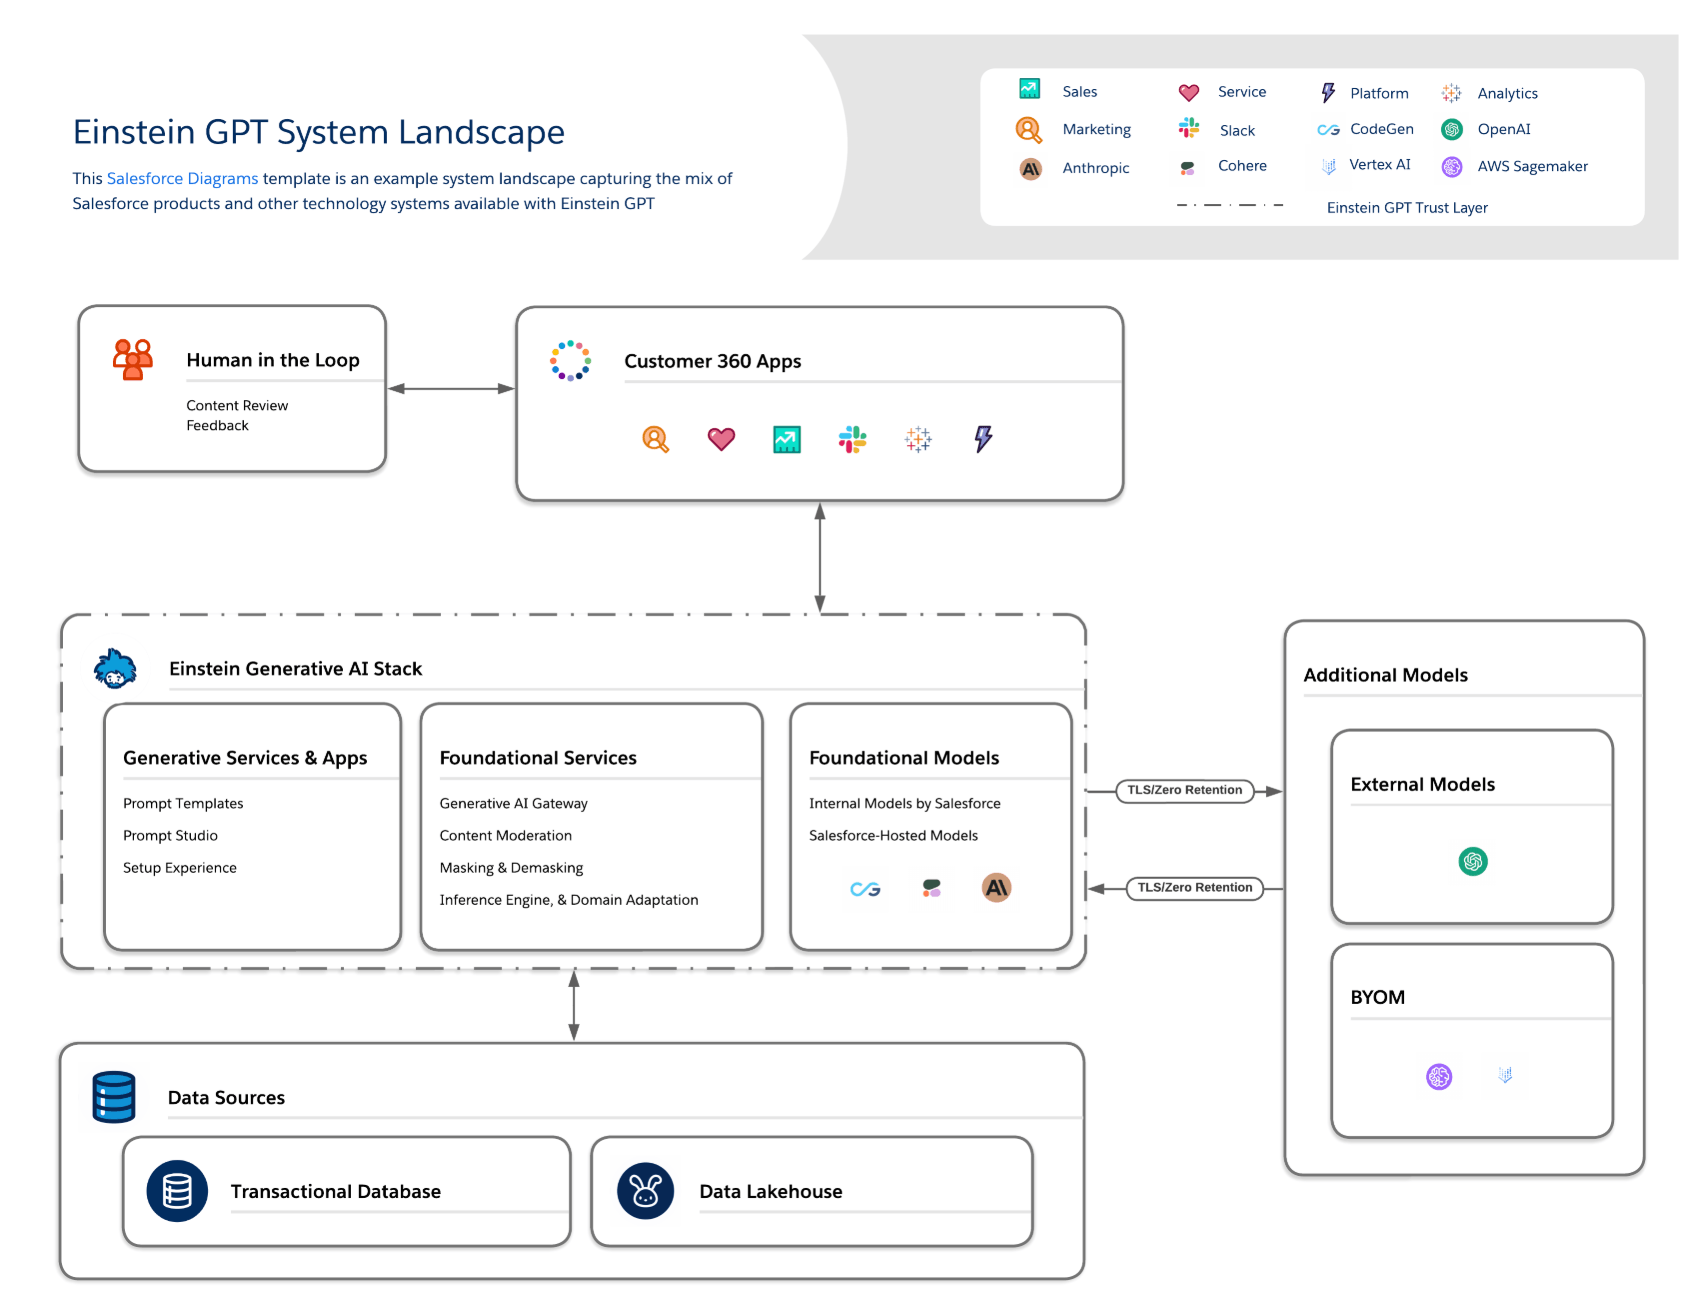 Einstein GPT System Landscape
This Salesforce Diagrams template is an example system landscape capturing the mix of
Salesforce products and other technology systems available with Einstein GPT
Sales
Service
Platform
Analytics
Marketing
Slack
CodeGen
OpenAI
Anthropic
Cohere
Vertex AI
AWS Sagemaker
Einstein GPT Trust Layer
Human in the Loop
Content Review
Feedback
Customer 360 Apps
Einstein Generative AI Stack
Generative Services & Apps
Prompt Templates
Prompt Studio
Setup Experience
Foundational Services
Generative AI Gateway
Content Moderation
Masking & Demasking
Inference Engine, & Domain Adaptation
Foundational Models
Internal Models by Salesforce
Salesforce-Hosted Models
TLS/Zero Retention
TLS/Zero Retention
Additional Models
External Models
BYOM
Data Sources
Transactional Database
Data Lakehouse